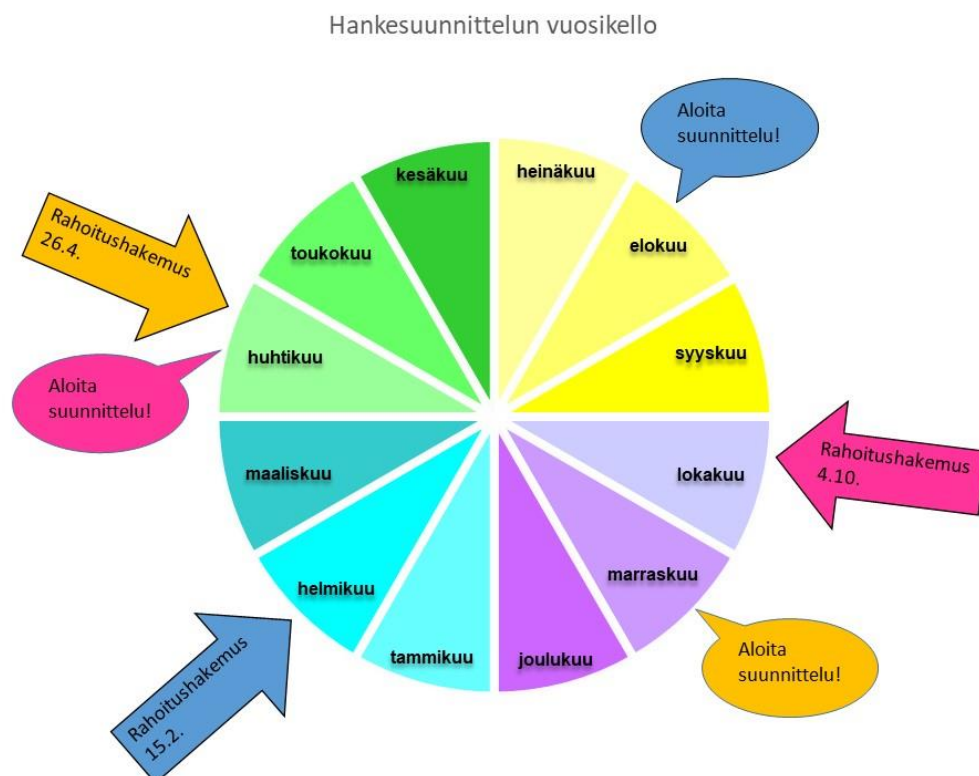 Hankesuunnittelun vuosikello
Aloita
suunnittelu!
kesäkuu
heinäkuu
Rahoitushakemus
26.4.
toukokuu
elokuu
huhtikuu
syyskuu
Aloita
suunnittelu!
maaliskuu
lokakuu
Rahoitushakemus
4.10.
helmikuu
marraskuu
tammikuu
joulukuu
Aloita
suunnittelu!
Rahoitushakemus
15.2.